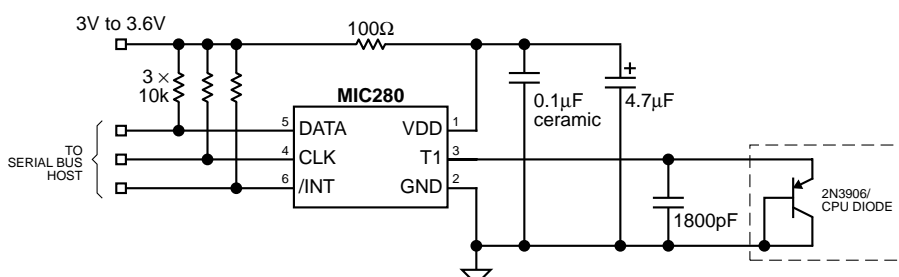 3V to 3.6V
100Ω
3 ×
10k
MIC280
0.1µF
ceramic
4.7µF
+
5
DATA
VDD
1
TO
SERIAL BUS
HOST
4
CLK
T1
3
6
/INT
GND
2
1800pF
2N3906/
CPU DIODE